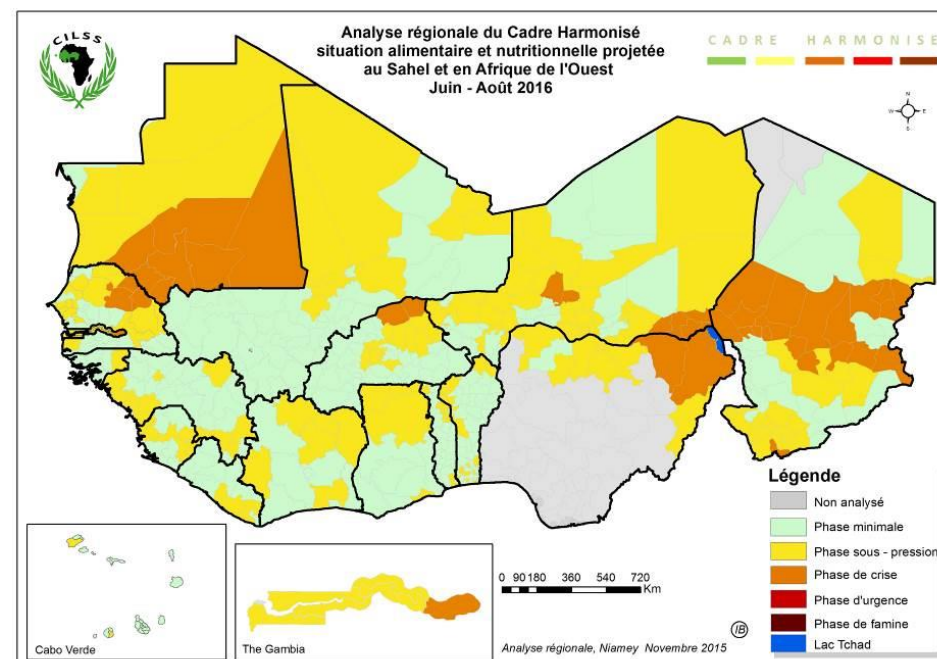 CILSS
Analyse régionale du Cadre Harmonisé
situation alimentaire et nutritionnelle projetée
au Sahel et en Afrique de l'Ouest
Juin - Août 2016
CADRE HARMONISE
N
W E
S
Légende
Non analysé
Phase minimale
Phase sous - pression
Phase de crise
Phase d'urgence
Phase de famine
Lac Tchad
Cabo Verde
The Gambia
0 90 180 360 540 720
Km
IB
Analyse régionale, Niamey Novembre 2015